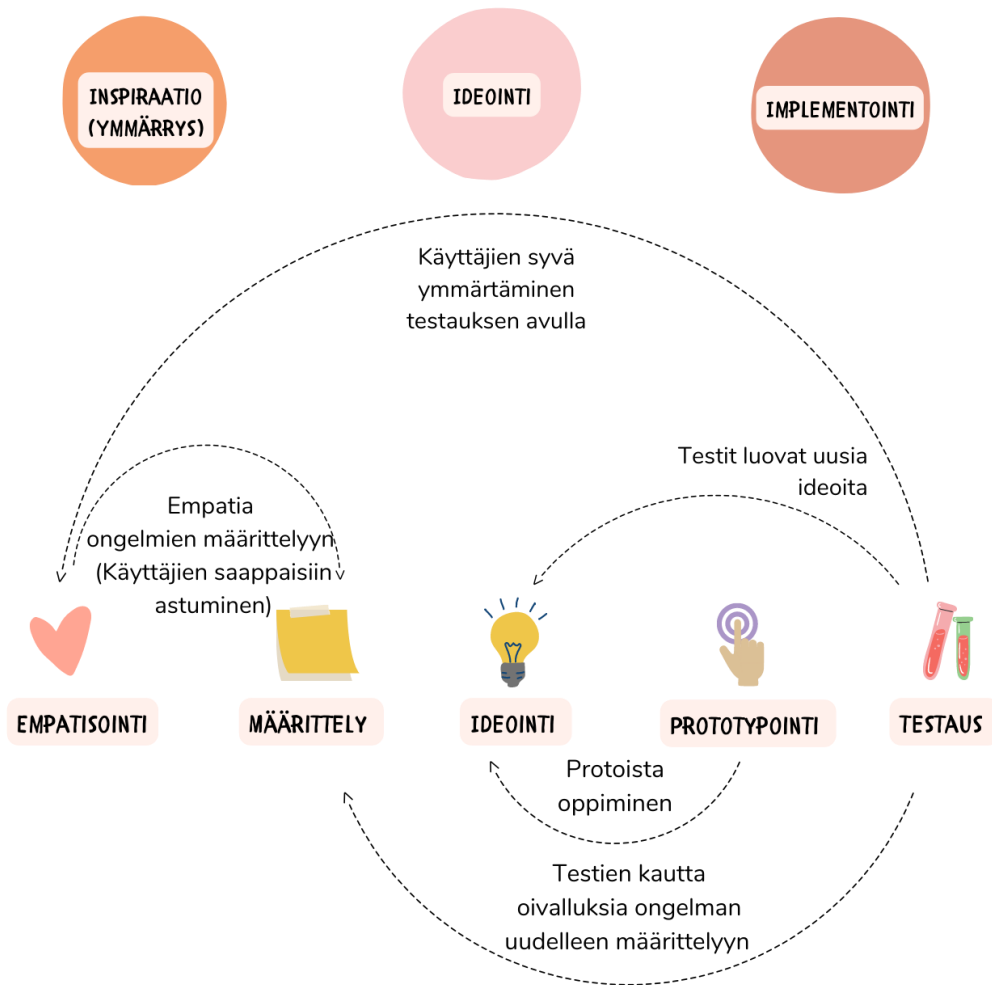 INSPIRAATIO
(YMMÄRRYS)
IDEOINTI
IMPLEMENTOINTI
Käyttäjien syvä
ymmärtäminen
testauksen avulla
Testit luovat uusia
ideoita
Empatia
ongelmien määrittelyyn
(Käyttäjien saappaisiin
astuminen)
EMPATISOINTI
MÄÄRITTELY
IDEOINTI
PROTOTYPOINTI
TESTAUS
Protoista
oppiminen
Testien kautta
oivalluksia ongelman
uudelleen määrittelyyn